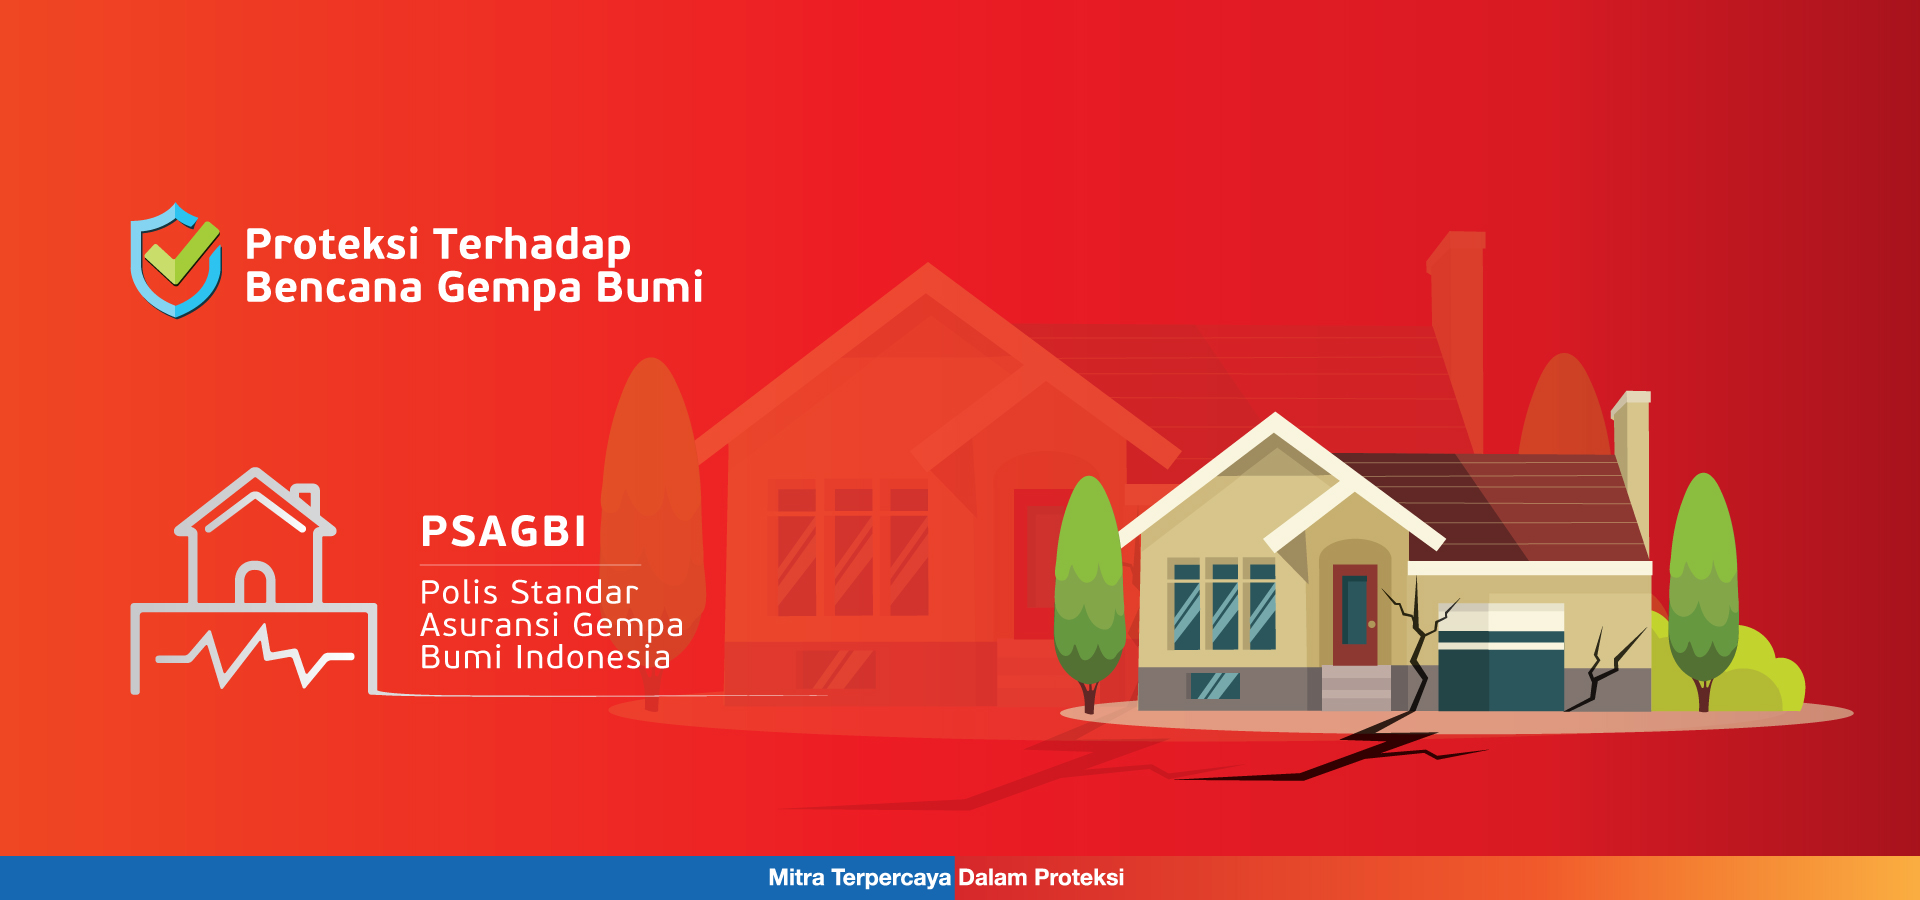 Proteksi Terhadap
Bencana Gempa Bumi
PSAGBI
Polis Standar
Asuransi Gempa
Bumi Indonesia
Mitra Terpercaya Dalam Proteksi